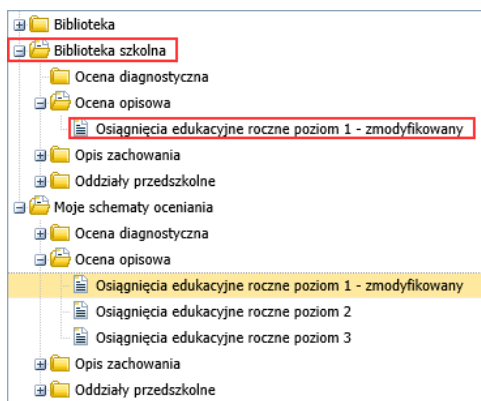 Biblioteka
Biblioteka szkolna
Ocena diagnostyczna
Ocena opisowa
Osiągnięcia edukacyjne roczne poziom 1 - zmodyfikowany
Opis zachowania
Oddziały przedszkolne
Moje schematy oceniania
Ocena diagnostyczna
Ocena opisowa
Osiągnięcia edukacyjne roczne poziom 1 - zmodyfikowany
Osiągnięcia edukacyjne roczne poziom 2
Osiągnięcia edukacyjne roczne poziom 3
Opis zachowania
Oddziały przedszkolne